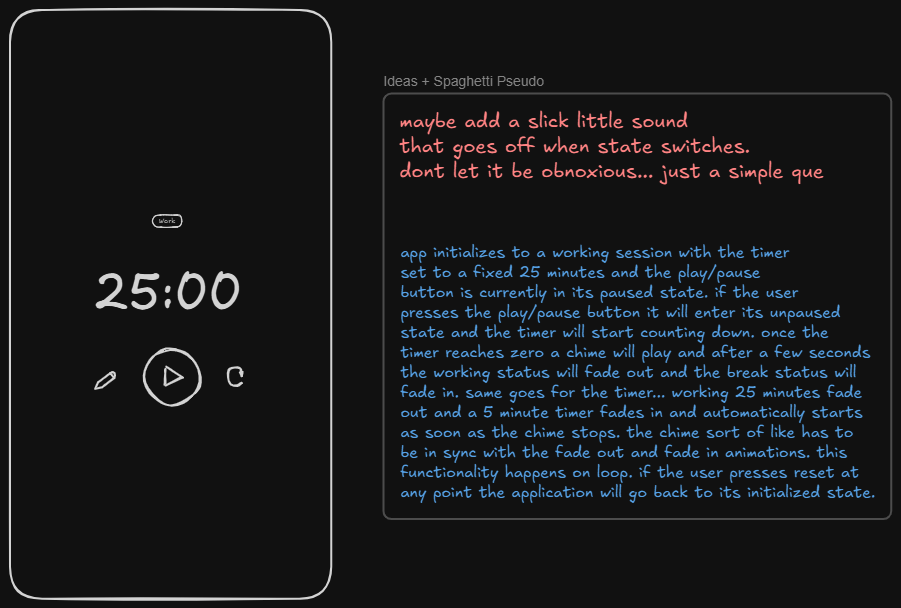 Work
25:00
Ideas + Spaghetti Pseudo
maybe add a slick little sound
that goes off when state switches.
dont let it be obnoxious... just a simple que
app initializes to a working session with the timer
set to a fixed 25 minutes and the play/pause
button is currently in its paused state. if the user
presses the play/pause button it will enter its unpaused
state and the timer will start counting down. once the
timer reaches zero a chime will play and after a few seconds
the working status will fade out and the break status will
fade in. same goes for the timer... working 25 minutes fade
out and a 5 minute timer fades in and automatically starts
as soon as the chime stops. the chime sort of like has to
be in sync with the fade out and fade in animations. this
functionality happens on loop. if the user presses reset at
any point the application will go back to its initialized state.